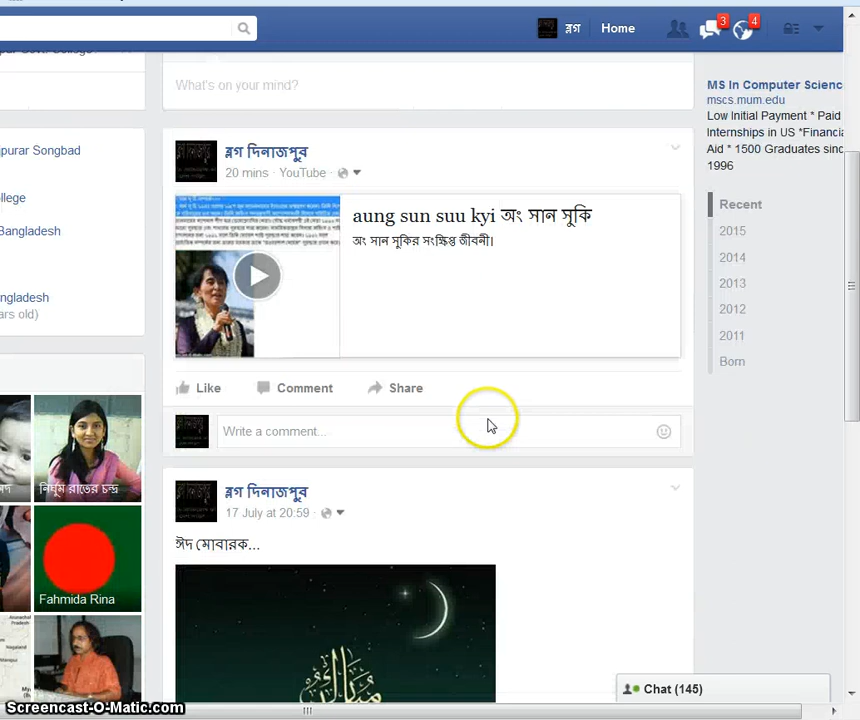 ব্লগ
Home
3
4
What's on your mind?
MS In Computer Scienc
mscs.mum.edu
Low Initial Payment * Paid
Internships in US *Financia
Aid * 1500 Graduates sinc
1996
purar Songbad
llege
Bangladesh
ngladesh
ars old)
ব্লগ দিনাজপুর
20 mins · YouTube ·
aung sun suu kyi অং সান সুকি
অং সান সুকির সংক্ষিপ্ত জীবনী।
Recent
2015
2014
2013
2012
2011
Born
Like
Comment
Share
Write a comment...
নিঝুম রাতের চন্দ্র
Fahmida Rina
ব্লগ দিনাজপুর
17 July at 20:59 ·
ঈদ মোবারক...
Chat (145)
Screencast-O-Matic.com